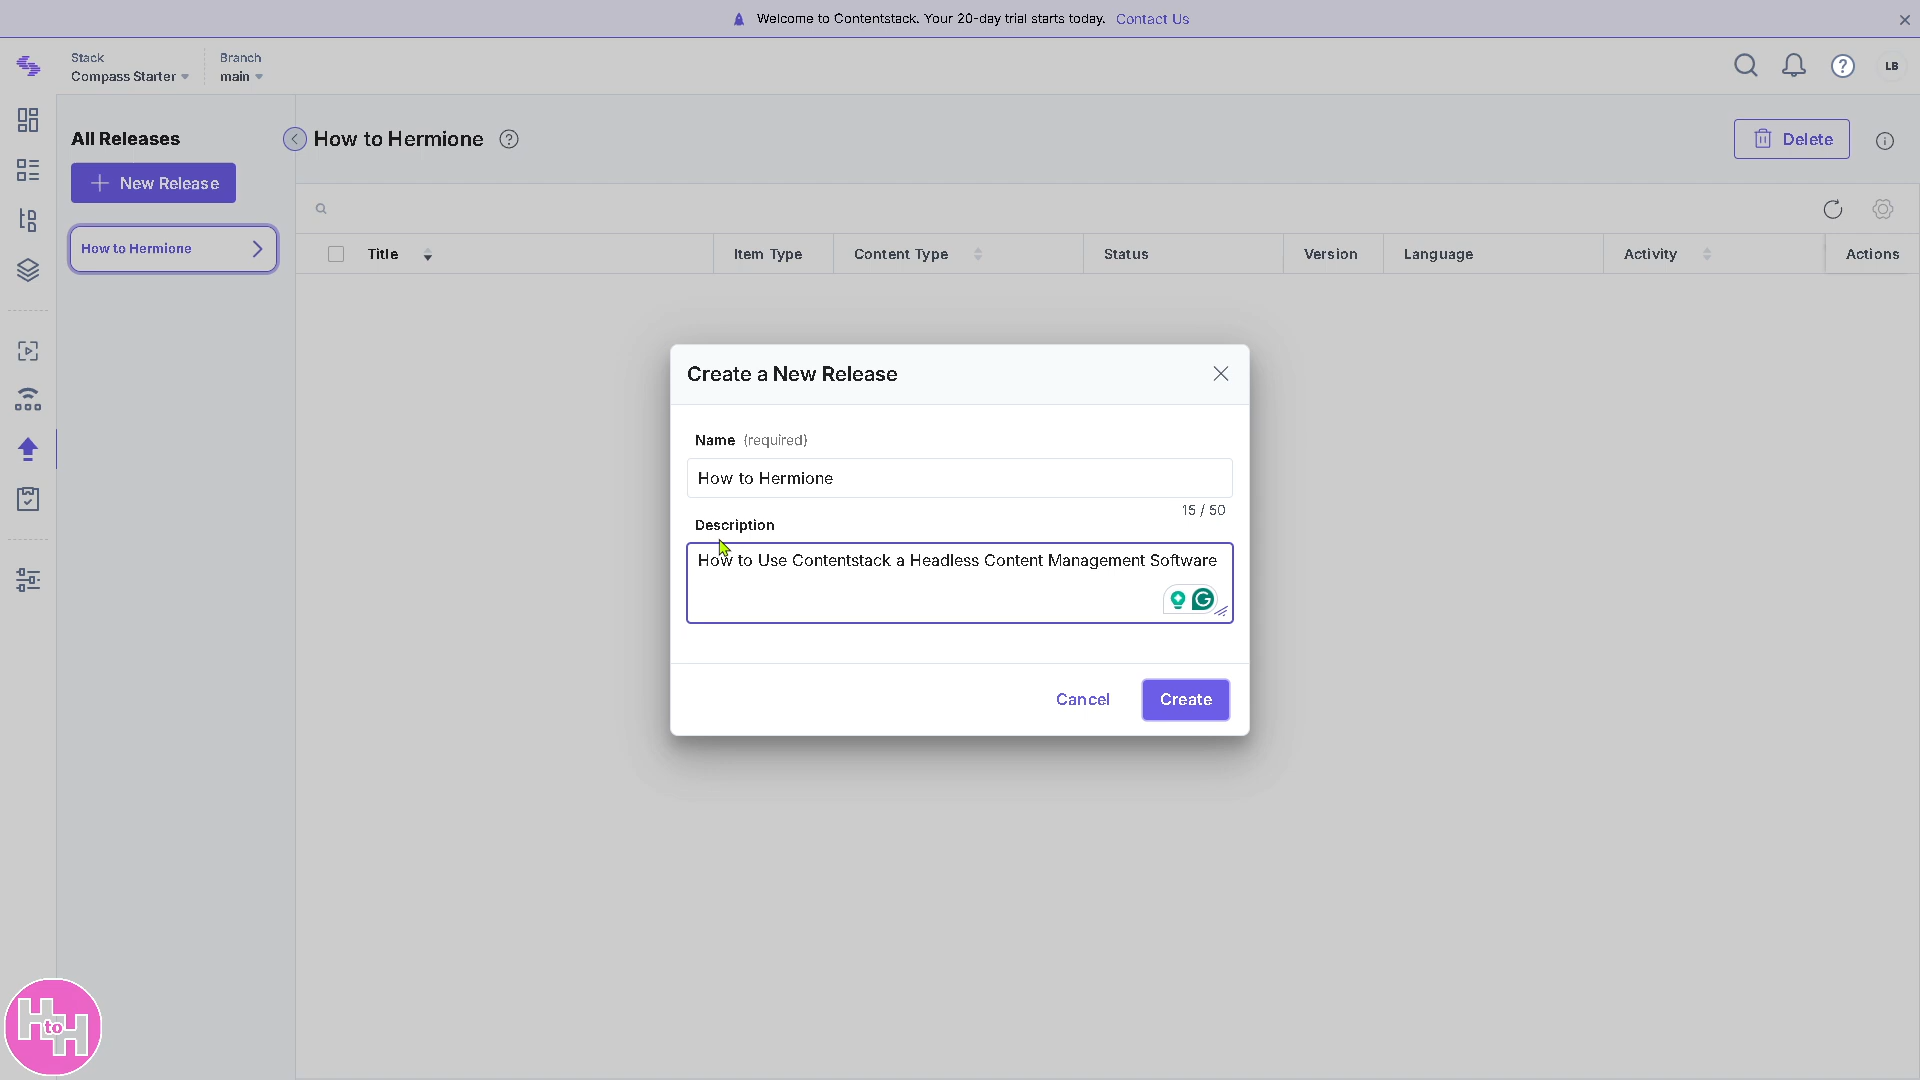 Welcome to Contentstack. Your 20-day trial starts today. Contact Us
Stack
Compass Starter
Branch
main
LB
All Releases
New Release
How to Hermione
How to Hermione
Delete
Title
Item Type
Content Type
Status
Version
Language
Activity
Actions
Create a New Release
Name (required)
How to Hermione
15 / 50
Description
How to Use Contentstack a Headless Content Management Software
Cancel
Create
H to H